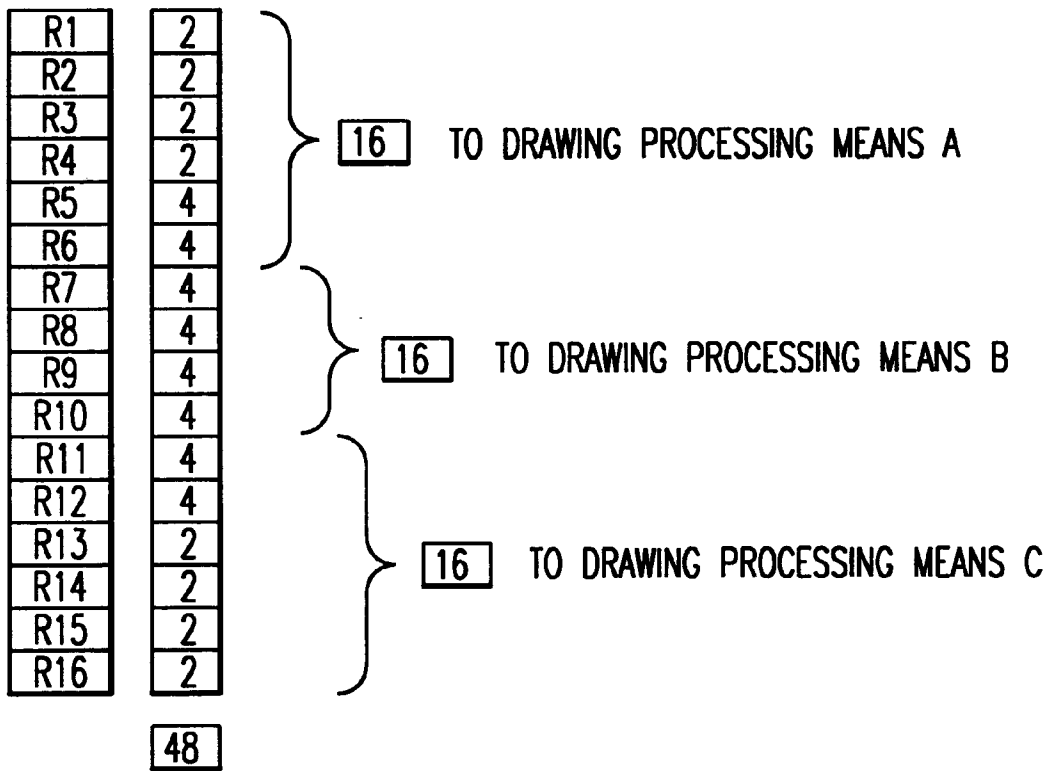 R1 2
R2 2
R3 2
R4 2
16 TO DRAWING PROCESSING MEANS A
R5 4
R6 4
R7 4
R8 4
16 TO DRAWING PROCESSING MEANS B
R9 4
R10 4
R11 4
R12 4
R13 2
16 TO DRAWING PROCESSING MEANS C
R14 2
R15 2
R16 2
48